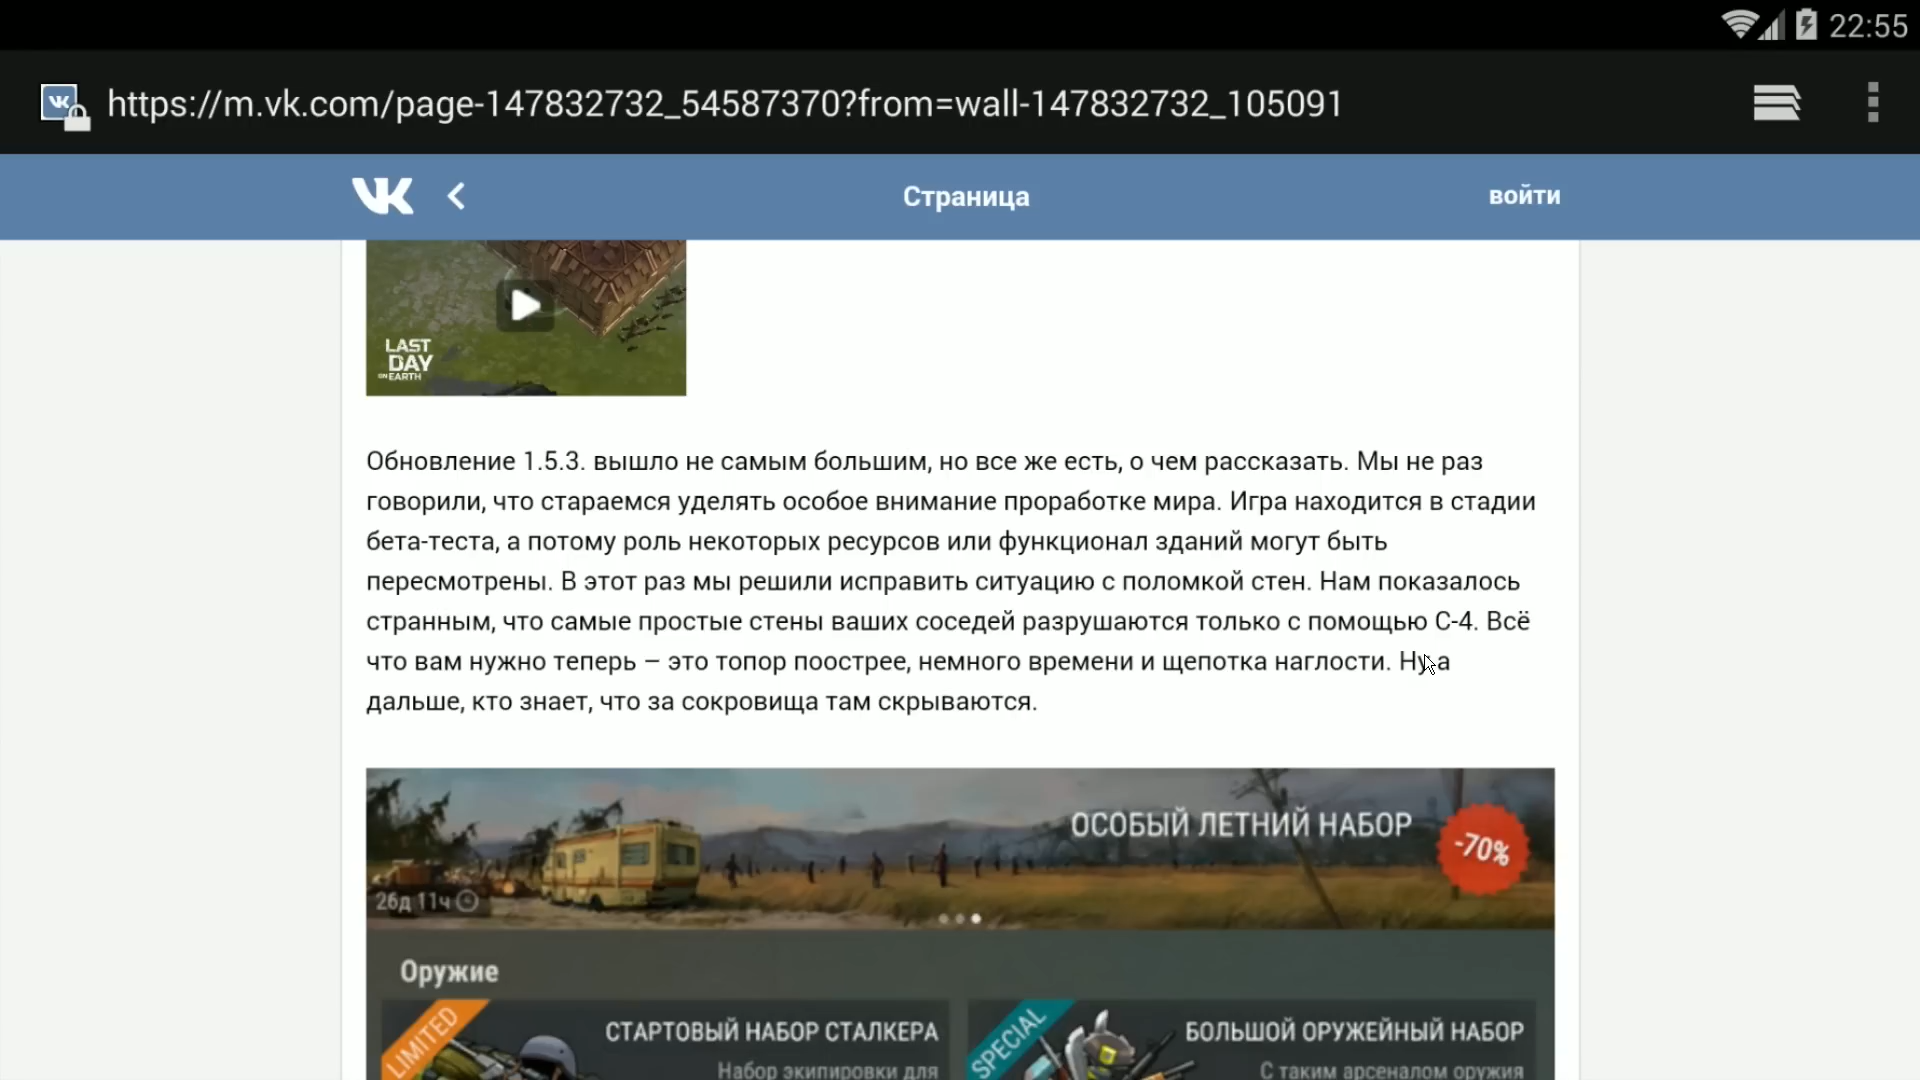 22:55
https://m.vk.com/page-147832732_54587370?from=wall-147832732_105091
Страница
войти
LAST
DAY
ON EARTH
Обновление 1.5.3. вышло не самым большим, но все же есть, о чем рассказать. Мы не раз
говорили, что стараемся уделять особое внимание проработке мира. Игра находится в стадии
бета-теста, а потому роль некоторых ресурсов или функционал зданий могут быть
пересмотрены. В этот раз мы решили исправить ситуацию с поломкой стен. Нам показалось
странным, что самые простые стены ваших соседей разрушаются только с помощью С-4. Всё
что вам нужно теперь – это топор поострее, немного времени и щепотка наглости. Ну а
дальше, кто знает, что за сокровища там скрываются.
ОСОБЫЙ ЛЕТНИЙ НАБОР
-70%
26д 11ч
Оружие
LIMITED
СТАРТОВЫЙ НАБОР СТАЛКЕРА
Набор экипировки для
SPECIAL
БОЛЬШОЙ ОРУЖЕЙНЫЙ НАБОР
С таким арсеналом оружия